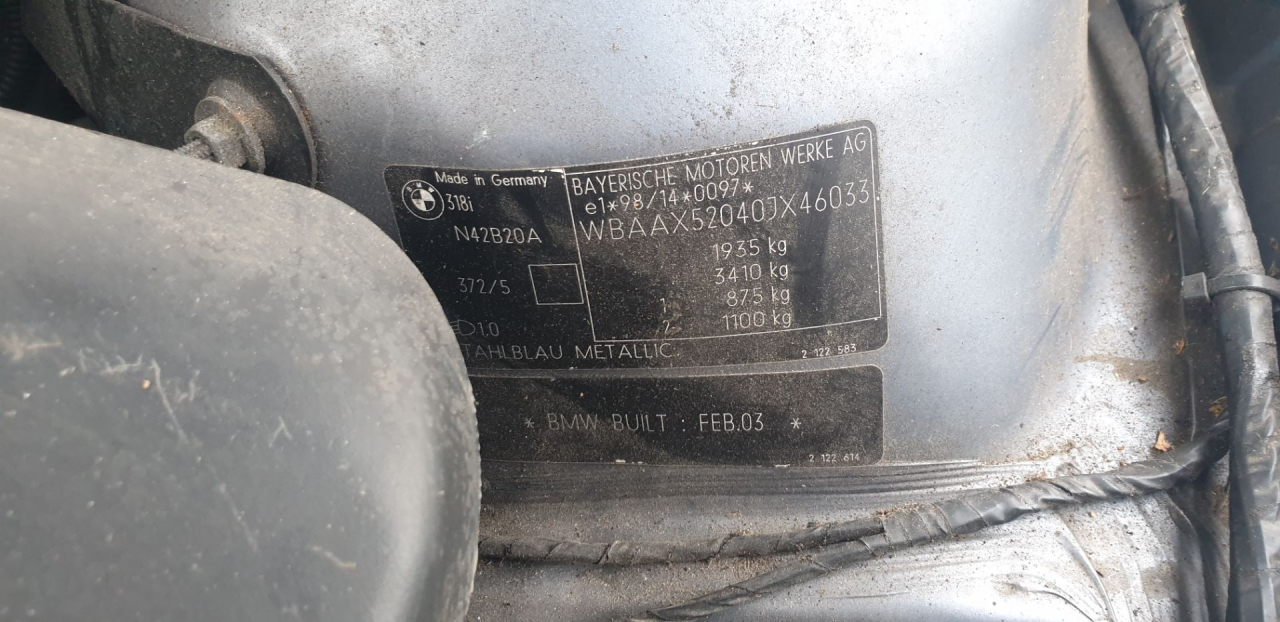 Made in Germany
BMW
318i
N42B20A
372/5
1.0
TAHLBLAU METALLIC
BAYERISCHE MOTOREN WERKE AG
e1*98/14*0097*
WBAAX52040JX46033
1935 kg
3410 kg
1 875 kg
2 1100 kg
2 122 583
* BMW BUILT : FEB.03 *
2 122 614